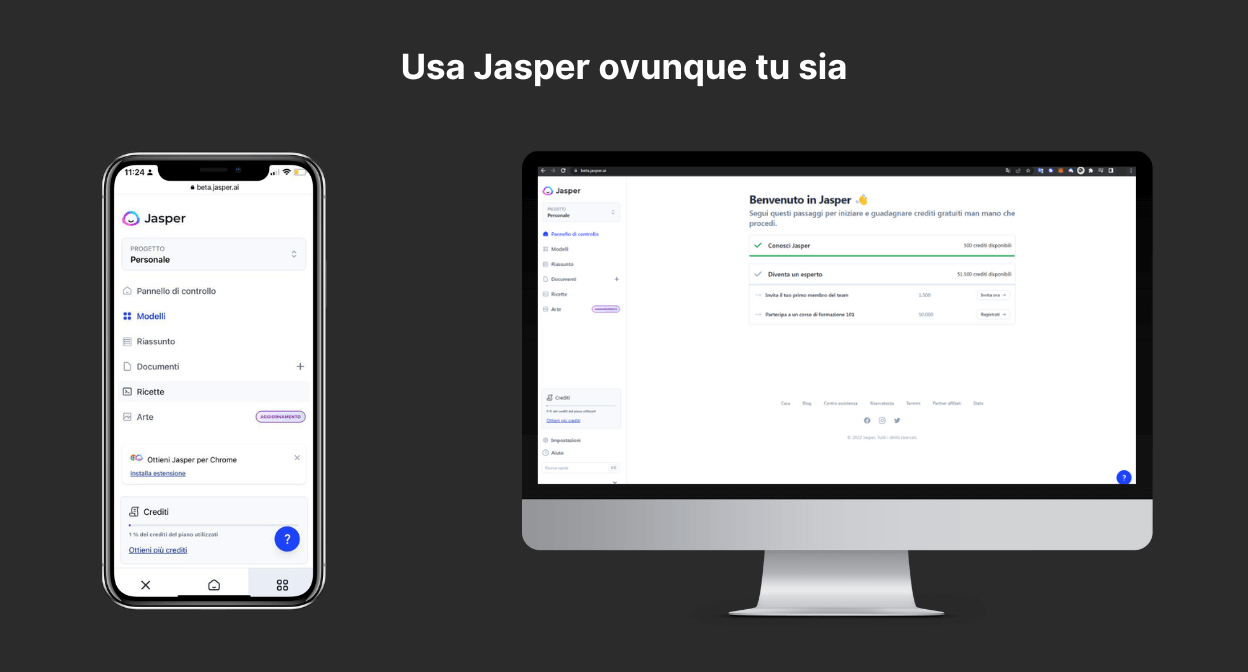 Usa Jasper ovunque tu sia
11:24
beta.jasper.ai
Jasper
PROGETTO
Personale
Pannello di controllo
Modelli
Riassunto
Documenti
Ricette
Arte
AGGIORNAMENTO
Ottieni Jasper per Chrome
Installa estensione
Crediti
1 % dei crediti del piano utilizzati
Ottieni più crediti
?
beta.jasper.ai
Jasper
PROGETTO
Personale
Pannello di controllo
Modelli
Riassunto
Documenti
Ricette
Arte
AGGIORNAMENTO
Crediti
Ottieni più crediti
Impostazioni
Aiuto
Benvenuto in Jasper 👋
Segui questi passaggi per iniziare e guadagnare crediti gratuiti man mano che
procedi.
Conosci Jasper
500 crediti disponibili
Diventa un esperto
51.500 crediti disponibili
Invita il tuo primo membro del team
1.500
Invita ora →
Partecipa a un corso di formazione 101
50.000
Registrati →
Casa Blog Centro assistenza Riservatezza Termini Partner affiliati Stato
© 2022 Jasper. Tutti i diritti riservati.
?